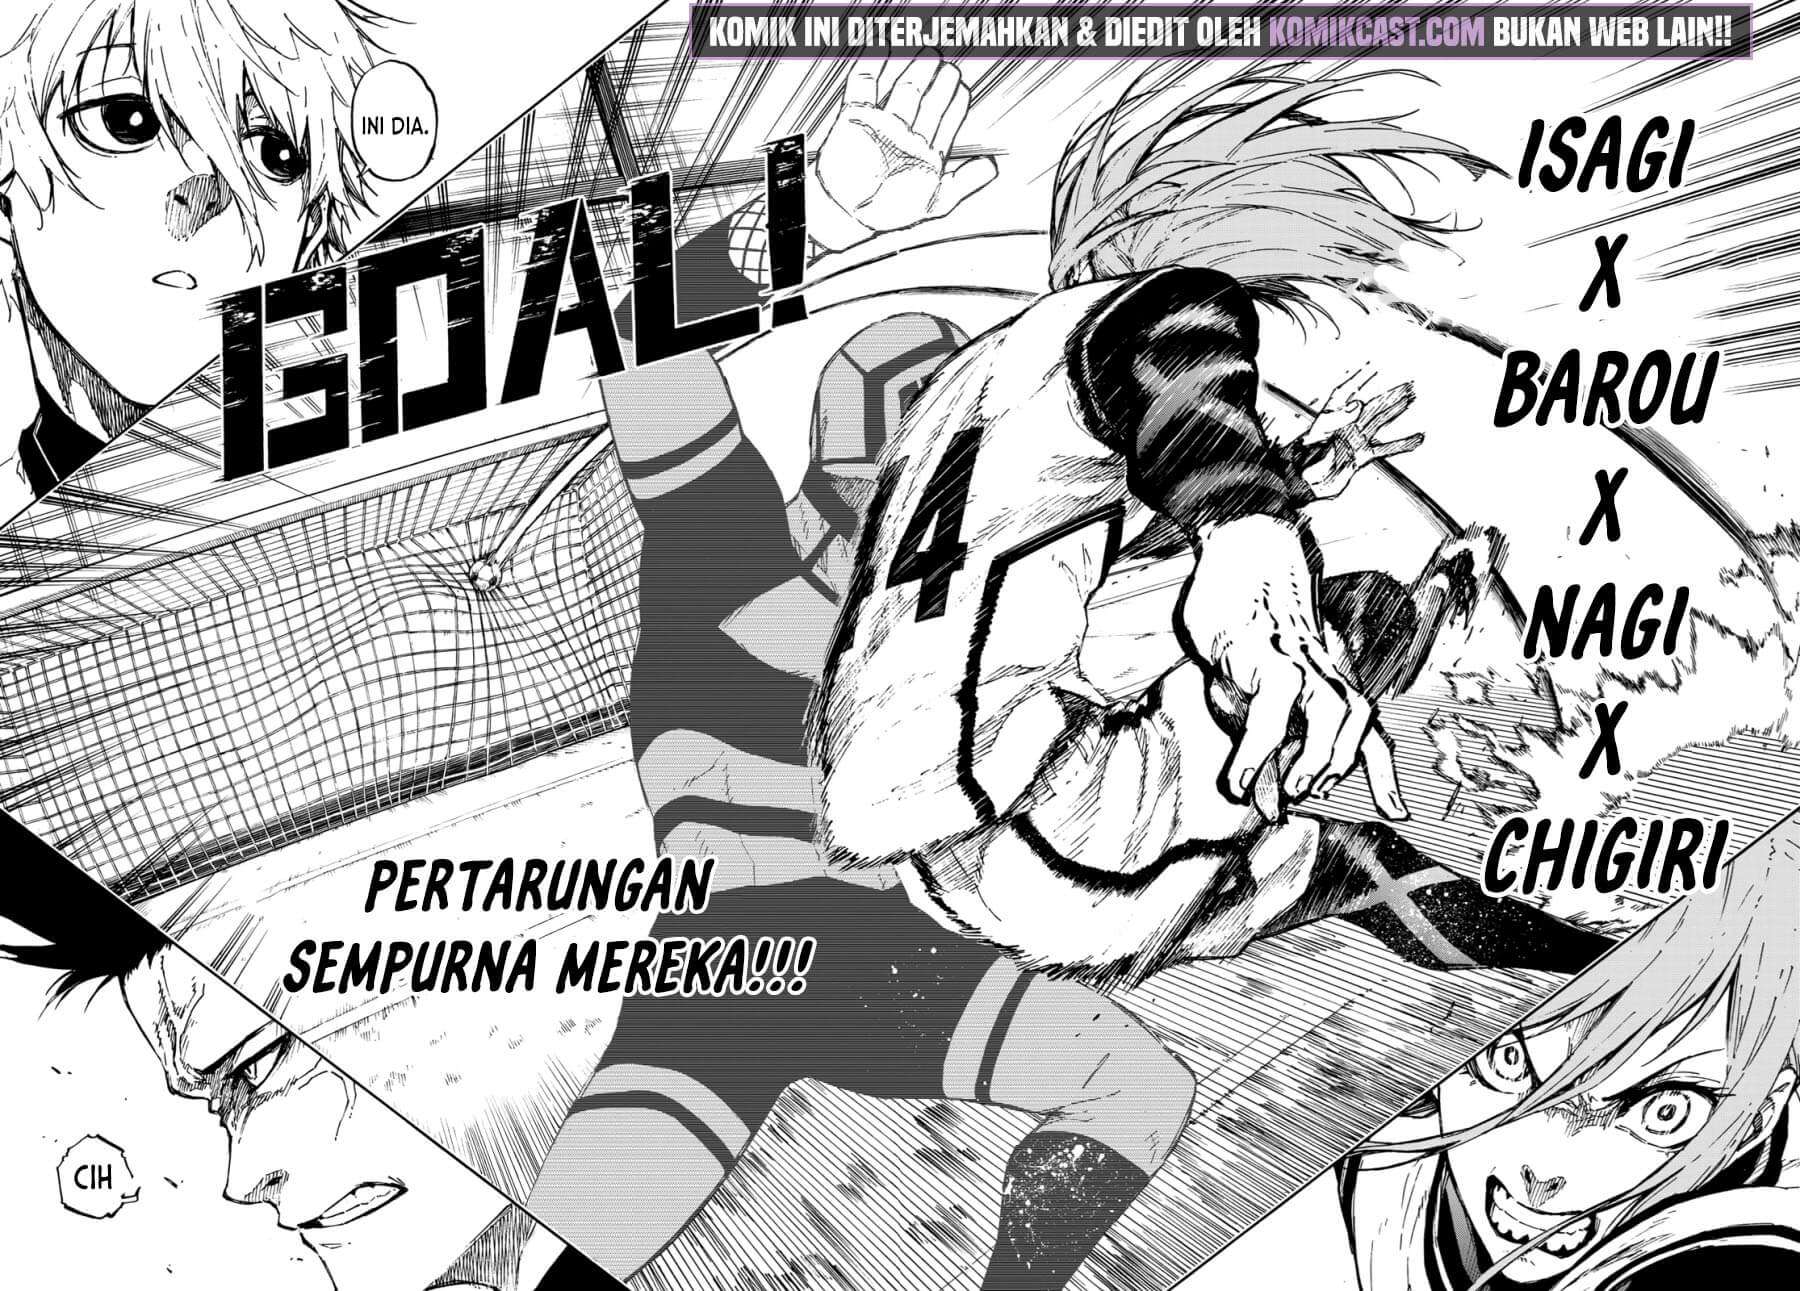 KOMIK INI DITERJEMAHKAN & DIEDIT OLEH KOMIKCAST.COM BUKAN WEB LAIN!!
ISAGI
X
BAROU
X
NAGI
X
CHIGIRI
INI DIA.
GOAL!
4
PERTARUNGAN
SEMPURNA MEREKA!!!
CIH